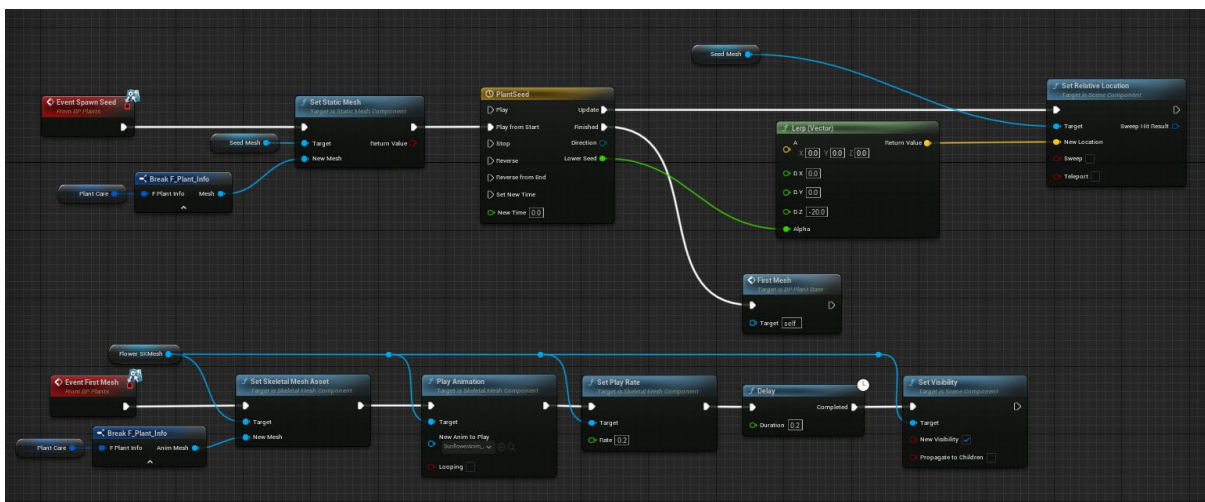 Seed Mesh
Event Spawn Seed
From BP Plants
Set Static Mesh
Target is Static Mesh Component
Seed Mesh
Target
Return Value
New Mesh
Plant Care
Break F_Plant_Info
F Plant Info
Mesh
PlantSeed
Play
Update
Play from Start
Finished
Stop
Direction
Reverse
Lower Seed
Reverse from End
Set New Time
New Time 0.0
Lerp (Vector)
A
Return Value
X 0.0 Y 0.0 Z 0.0
B X 0.0
B Y 0.0
B Z -20.0
Alpha
Set Relative Location
Target is Scene Component
Target
Sweep Hit Result
New Location
Sweep
Teleport
First Mesh
Target is BP Plant Base
Target self
Flower SKMesh
Event First Mesh
From BP Plants
Plant Care
Break F_Plant_Info
F Plant Info
Anim Mesh
Set Skeletal Mesh Asset
Target is Skeletal Mesh Component
Target
New Mesh
Play Animation
Target is Skeletal Mesh Component
Target
New Anim to Play
Looping
Set Play Rate
Target is Skeletal Mesh Component
Target
Rate 0.2
Delay
Completed
Duration 0.2
Set Visibility
Target is Scene Component
Target
New Visibility
Propagate to Children